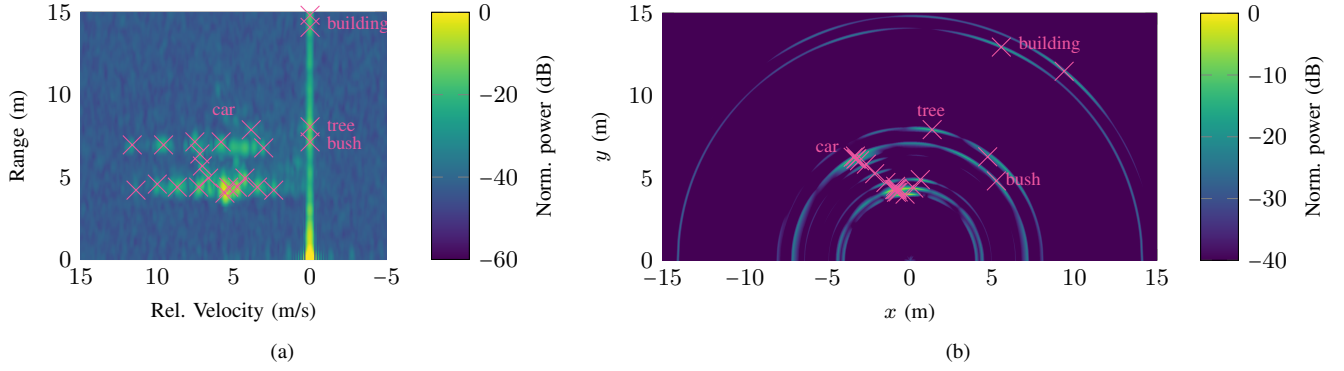 15
10
5
0
Range (m)
building
car
tree
bush
15
10
5
0
−5
Rel. Velocity (m/s)
0
−20
−40
−60
Norm. power (dB)
(a)
15
10
5
0
y (m)
building
tree
car
bush
−15
−10
−5
0
5
10
15
x (m)
0
−10
−20
−30
−40
Norm. power (dB)
(b)